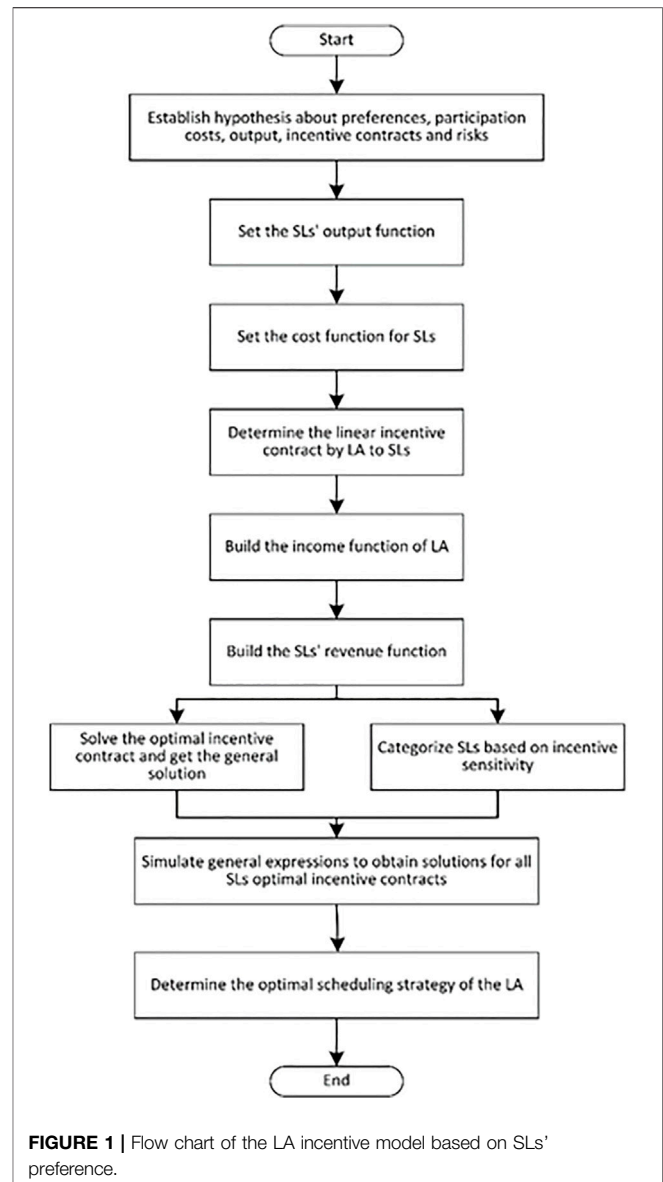 Start
Establish hypothesis about preferences, participation
costs, output, incentive contracts and risks
Set the SLs' output function
Set the cost function for SLs
Determine the linear incentive
contract by LA to SLs
Build the income function of LA
Build the SLs' revenue function
Solve the optimal incentive
contract and get the general
solution
Categorize SLs based on incentive
sensitivity
Simulate general expressions to obtain solutions for all
SLs optimal incentive contracts
Determine the optimal scheduling strategy of the LA
End
FIGURE 1 | Flow chart of the LA incentive model based on SLs’
preference.